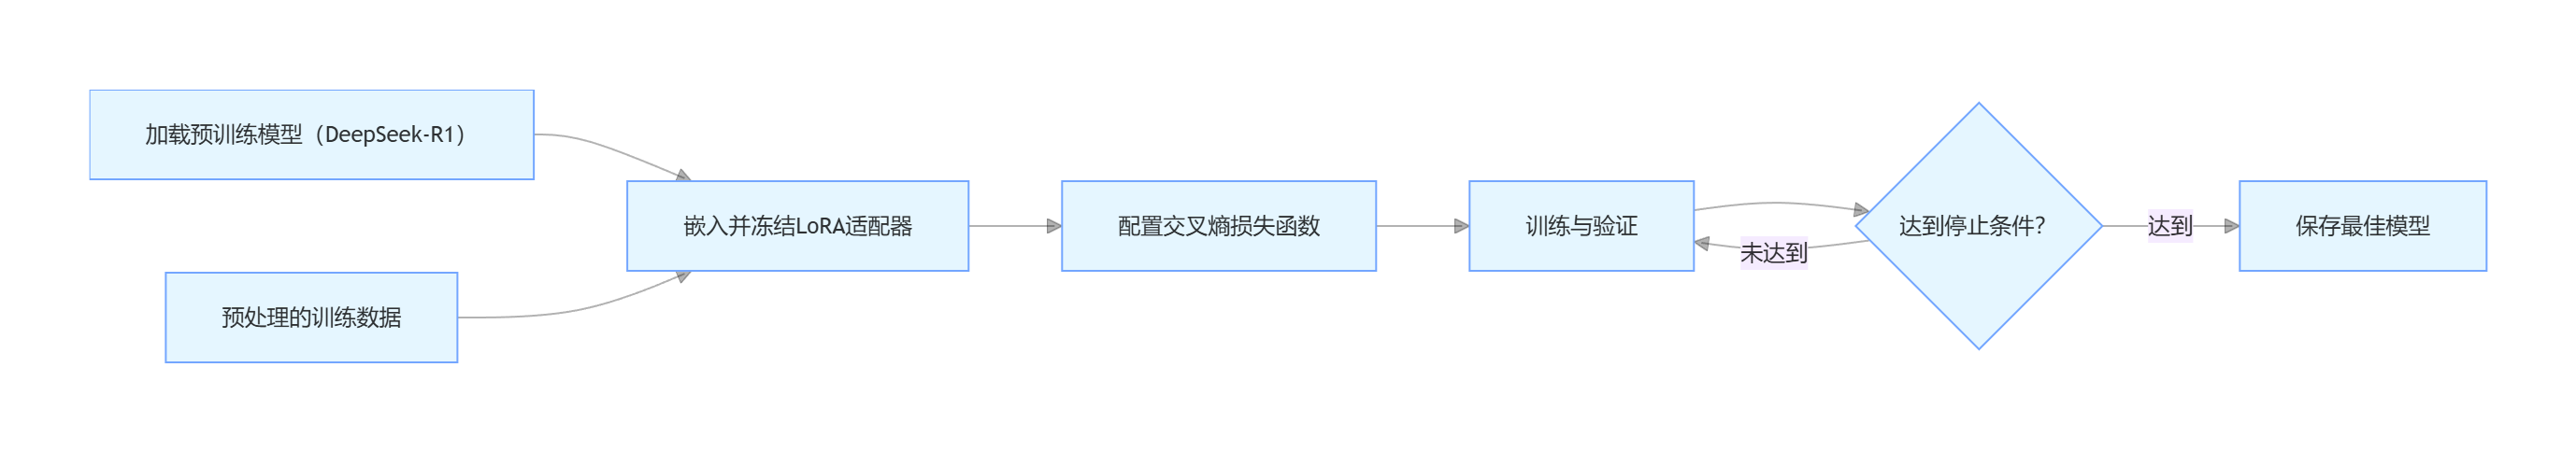 加载预训练模型（DeepSeek-R1）
预处理的训练数据
嵌入并冻结LoRA适配器
配置交叉熵损失函数
训练与验证
未达到
达到停止条件?
达到
保存最佳模型